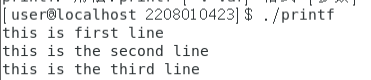 [user@localhost 2208010423]$ ./printf
this is first line
this is the second line
this is the third line